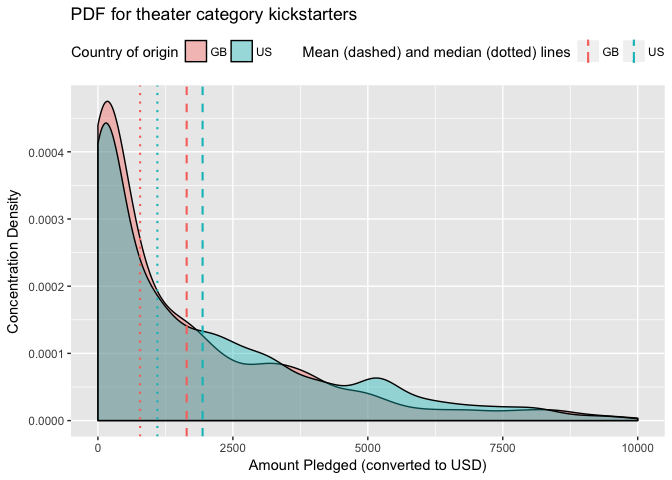 PDF for theater category kickstarters
Country of origin GB US Mean (dashed) and median (dotted) lines GB US
Concentration Density
0.0004
0.0003
0.0002
0.0001
0.0000
0 2500 5000 7500 10000
Amount Pledged (converted to USD)